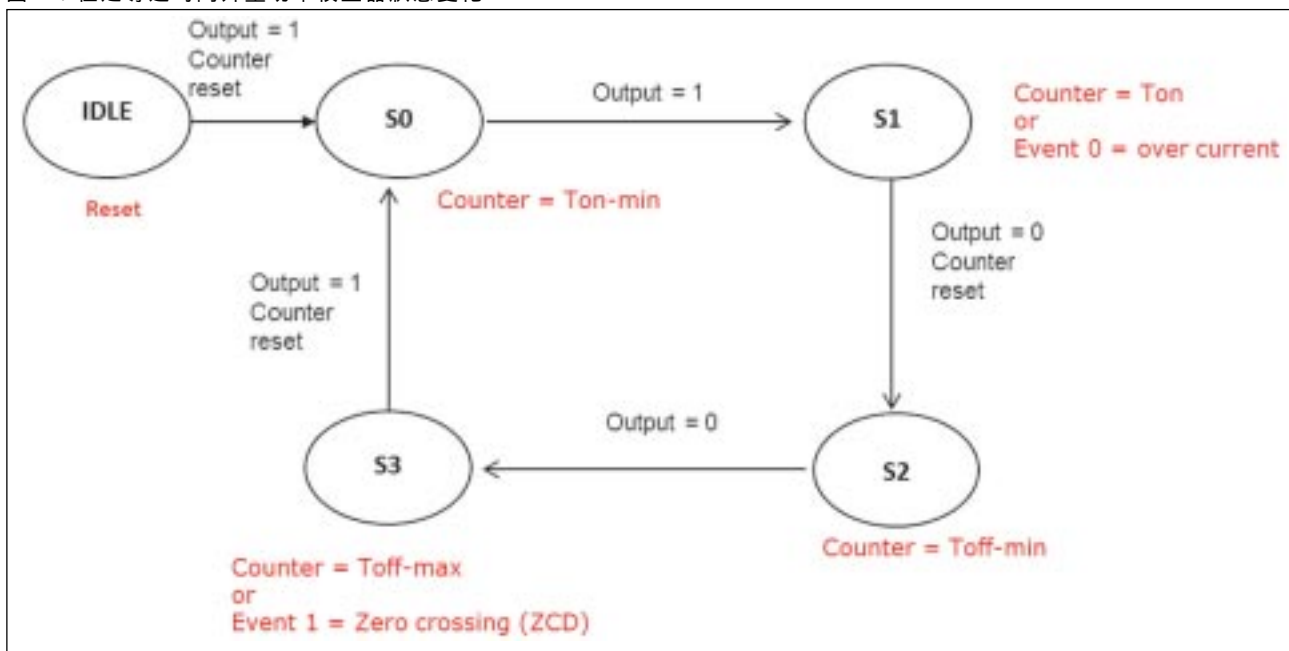 Output = 1
Counter
reset
IDLE
S0
Output = 1
S1
Counter = Ton
or
Event 0 = over current
Reset
Counter = Ton-min
Output = 0
Counter
reset
Output = 1
Counter
reset
Output = 0
S3
S2
Counter = Toff-min
Counter = Toff-max
or
Event 1 = Zero crossing (ZCD)